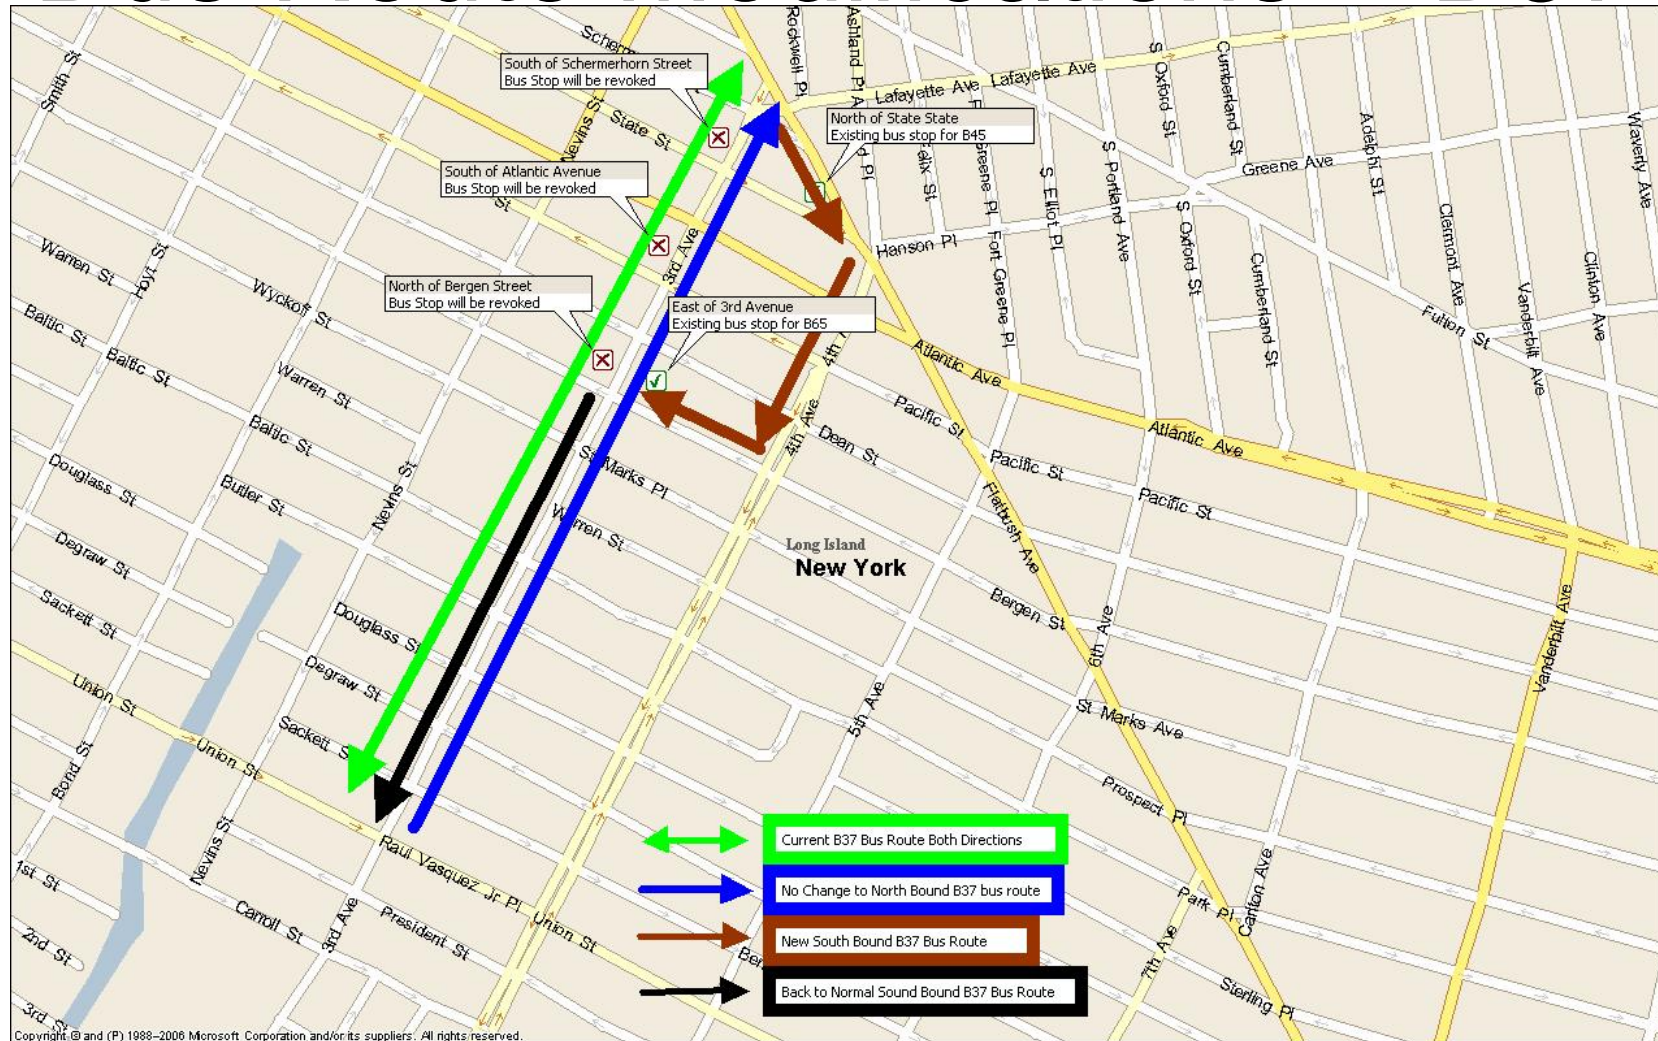 Scherm
Rockwell Pl
Ashland Pl
South of Schermerhorn Street
Bus Stop will be revoked
Lafayette Ave
Lafayette Ave
S Oxford St
Cumberland St
Smith St
Nevins St
State St
North of State State
Existing bus stop for B45
Adelphi St
Waverly Ave
Greene Ave
South of Atlantic Avenue
Bus Stop will be revoked
St
Greene Pl
S Elliot Pl
S Portland Ave
S Oxford St
Clermont Ave
Hanson Pl
Fort Greene Pl
Cumberland St
Clinton Ave
Vanderbilt Ave
Fulton St
3rd Ave
Warren St
Hoyt St
Wyckoff St
North of Bergen Street
Bus Stop will be revoked
East of 3rd Avenue
Existing bus stop for B65
4th
Baltic St
Baltic St
Warren St
Atlantic Ave
Pacific St
Atlantic Ave
4th Ave
Dean St
Baltic St
Douglass St
Butler St
Nevins St
St Marks Pl
Pacific St
Pacific St
Flatbush Ave
Warren St
Degraw St
Long Island
New York
Sackett St
Douglass St
Bergen St
6th Ave
Vanderbilt Ave
Degraw St
Union St
Union St
Sackett S
5th Ave
St Marks Ave
Bond St
Prospect Pl
Nevins St
Raul Vasquez Jr Pl
Union St
1st St
Carroll St
3rd Ave
President St
2nd St
3rd St
Park Pl
Carlton Ave
7th Ave
Sterling Pl
Current B37 Bus Route Both Directions
No Change to North Bound B37 bus route
New South Bound B37 Bus Route
Back to Normal Sound Bound B37 Bus Route
Copyright © and (P) 1988–2006 Microsoft Corporation and/or its suppliers. All rights reserved.